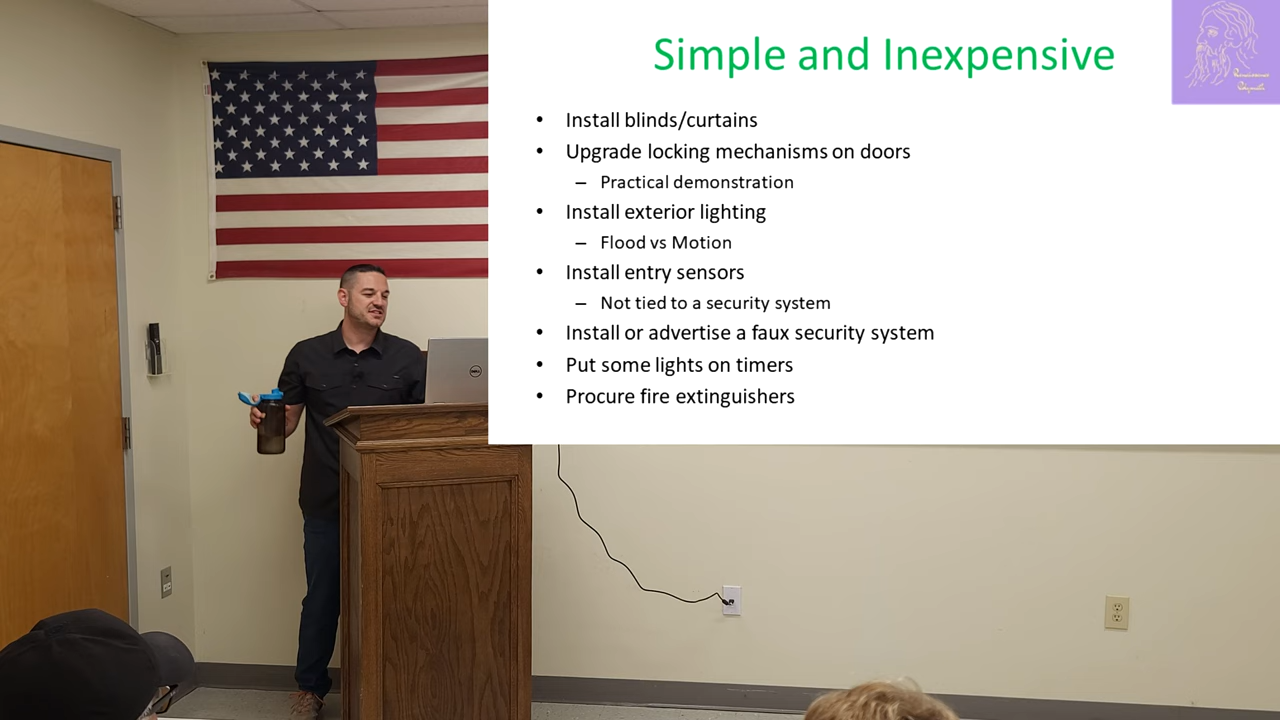 Simple and Inexpensive
• Install blinds/curtains
• Upgrade locking mechanisms on doors
– Practical demonstration
• Install exterior lighting
– Flood vs Motion
• Install entry sensors
– Not tied to a security system
• Install or advertise a faux security system
• Put some lights on timers
• Procure fire extinguishers
DELL